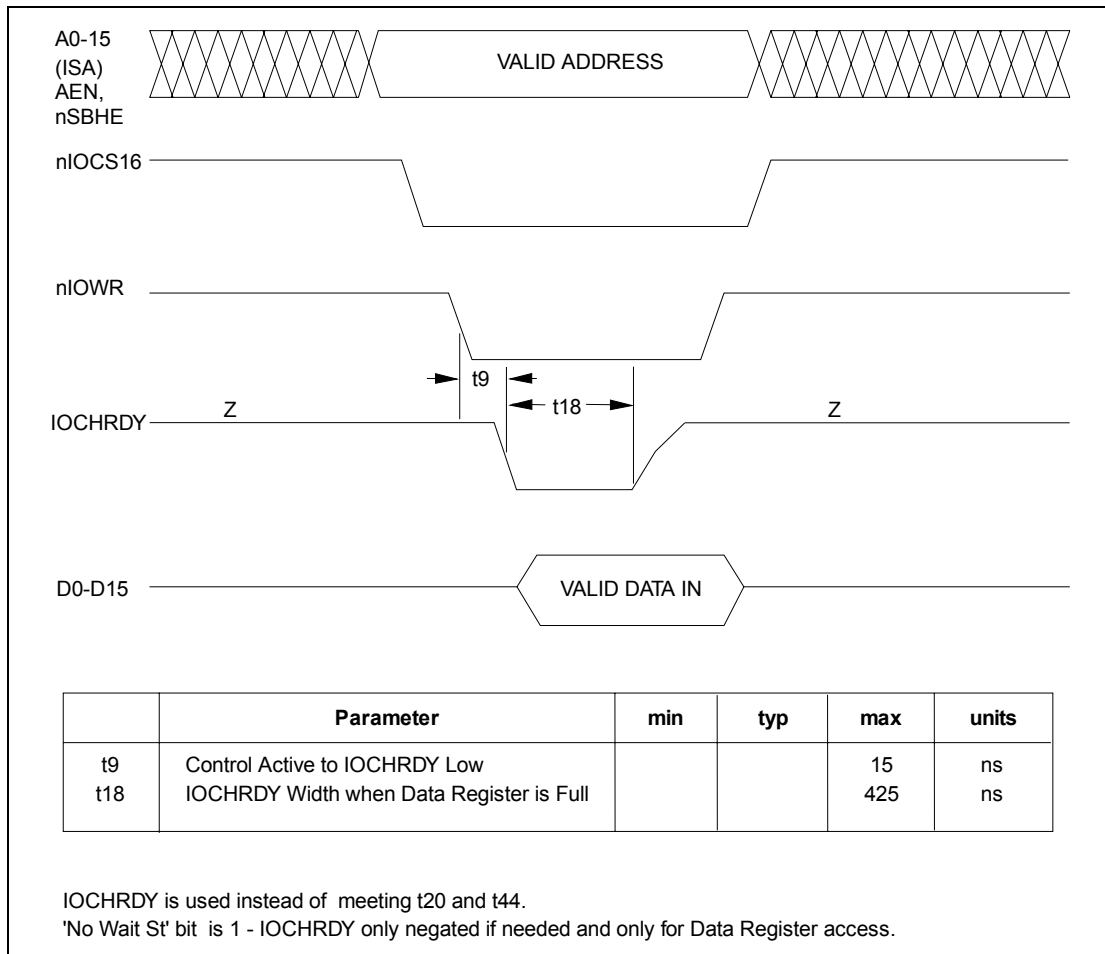 A0-15
(ISA)
AEN,
nSBHE
VALID ADDRESS
nIOCS16
nIOWR
t9
t18
IOCHRDY
Z
Z
D0-D15
VALID DATA IN
Parameter min typ max units
t9 Control Active to IOCHRDY Low 15 ns
t18 IOCHRDY Width when Data Register is Full 425 ns
IOCHRDY is used instead of meeting t20 and t44.
'No Wait St' bit is 1 - IOCHRDY only negated if needed and only for Data Register access.